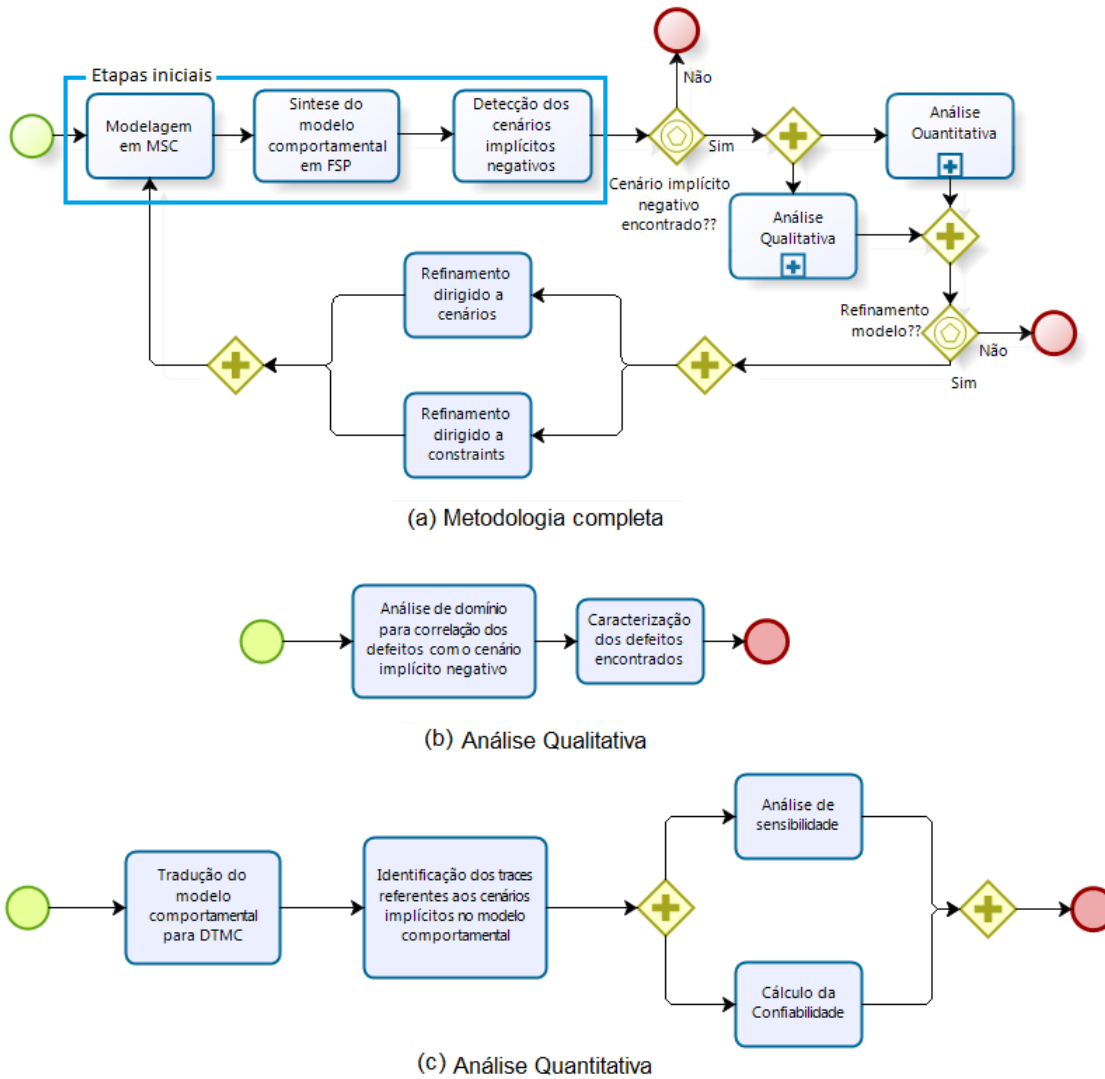 Etapas iniciais
Modelagem
em MSC
Sintese do
modelo
comportamental
em FSP
Detecção dos
cenários
implícitos
negativos
Não
Sim
Cenário implícito
negativo
encontrado??
Análise
Quantitativa
Análise
Qualitativa
Refinamento
modelo??
Não
Sim
Refinamento
dirigido a
cenários
Refinamento
dirigido a
constraints
(a) Metodologia completa
Análise de domínio
para correlação dos
defeitos com o cenário
implícito negativo
Caracterização
dos defeitos
encontrados
(b) Análise Qualitativa
Tradução do
modelo
comportamental
para DTMC
Identificação dos traces
referentes aos cenários
implícitos no modelo
comportamental
Análise de
sensibilidade
Cálculo da
Confiabilidade
(c) Análise Quantitativa